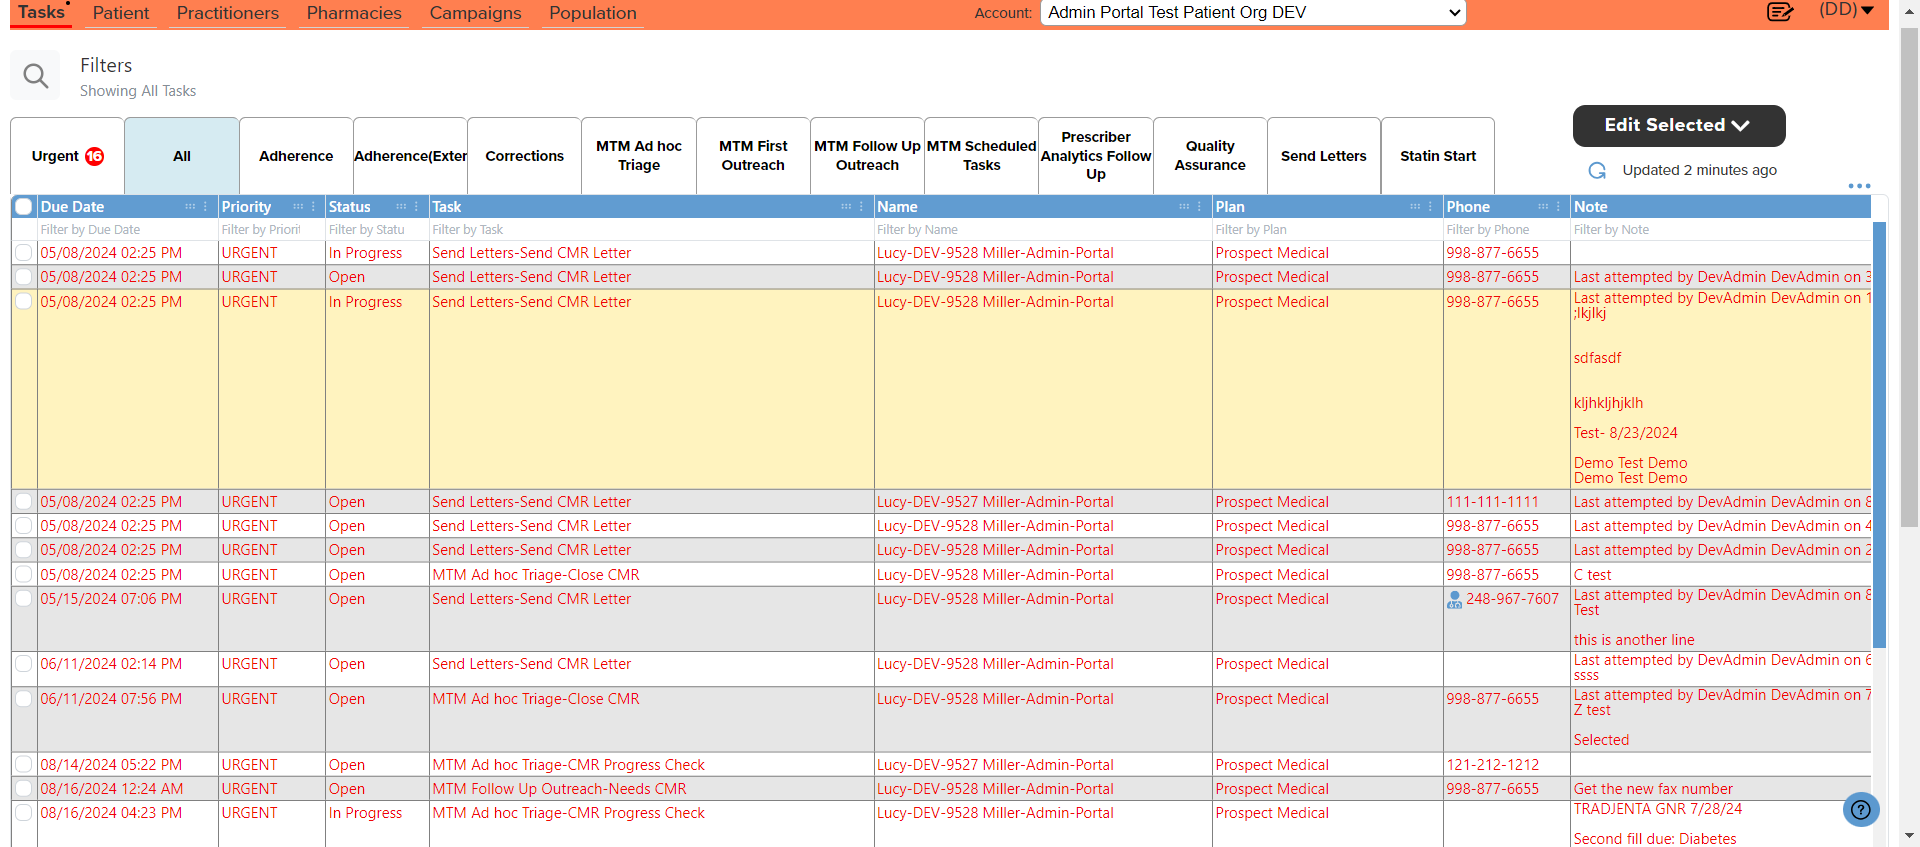 Tasks Patient Practitioners Pharmacies Campaigns Population Account: Admin Portal Test Patient Org DEV (DD)
Filters
Showing All Tasks
Urgent 16 All Adherence Adherence(Exter Corrections MTM Ad hoc Triage MTM First Outreach MTM Follow Up Outreach MTM Scheduled Tasks Prescriber Analytics Follow Up Quality Assurance Send Letters Statin Start
Edit Selected
Updated 2 minutes ago
Due Date Priority Status Task Name Plan Phone Note
Filter by Due Date Filter by Priorit Filter by Statu Filter by Task Filter by Name Filter by Plan Filter by Phone Filter by Note
05/08/2024 02:25 PM URGENT In Progress Send Letters-Send CMR Letter Lucy-DEV-9528 Miller-Admin-Portal Prospect Medical 998-877-6655
05/08/2024 02:25 PM URGENT Open Send Letters-Send CMR Letter Lucy-DEV-9528 Miller-Admin-Portal Prospect Medical 998-877-6655 Last attempted by DevAdmin DevAdmin on 3
05/08/2024 02:25 PM URGENT In Progress Send Letters-Send CMR Letter Lucy-DEV-9528 Miller-Admin-Portal Prospect Medical 998-877-6655 Last attempted by DevAdmin DevAdmin on 1
;lkjlkj
sdfasdf
kljhkljhjklh
Test- 8/23/2024
Demo Test Demo
Demo Test Demo
05/08/2024 02:25 PM URGENT Open Send Letters-Send CMR Letter Lucy-DEV-9527 Miller-Admin-Portal Prospect Medical 111-111-1111 Last attempted by DevAdmin DevAdmin on 8
05/08/2024 02:25 PM URGENT Open Send Letters-Send CMR Letter Lucy-DEV-9528 Miller-Admin-Portal Prospect Medical 998-877-6655 Last attempted by DevAdmin DevAdmin on 4
05/08/2024 02:25 PM URGENT Open Send Letters-Send CMR Letter Lucy-DEV-9528 Miller-Admin-Portal Prospect Medical 998-877-6655 Last attempted by DevAdmin DevAdmin on 2
05/08/2024 02:25 PM URGENT Open MTM Ad hoc Triage-Close CMR Lucy-DEV-9528 Miller-Admin-Portal Prospect Medical 998-877-6655 C test
05/15/2024 07:06 PM URGENT Open Send Letters-Send CMR Letter Lucy-DEV-9528 Miller-Admin-Portal Prospect Medical 248-967-7607 Last attempted by DevAdmin DevAdmin on 8
Test
this is another line
06/11/2024 02:14 PM URGENT Open Send Letters-Send CMR Letter Lucy-DEV-9528 Miller-Admin-Portal Prospect Medical Last attempted by DevAdmin DevAdmin on 6
ssss
06/11/2024 07:56 PM URGENT Open MTM Ad hoc Triage-Close CMR Lucy-DEV-9528 Miller-Admin-Portal Prospect Medical 998-877-6655 Last attempted by DevAdmin DevAdmin on 7
Z test
Selected
08/14/2024 05:22 PM URGENT Open MTM Ad hoc Triage-CMR Progress Check Lucy-DEV-9527 Miller-Admin-Portal Prospect Medical 121-212-1212
08/16/2024 12:24 AM URGENT Open MTM Follow Up Outreach-Needs CMR Lucy-DEV-9528 Miller-Admin-Portal Prospect Medical 998-877-6655 Get the new fax number
08/16/2024 04:23 PM URGENT In Progress MTM Ad hoc Triage-CMR Progress Check Lucy-DEV-9528 Miller-Admin-Portal Prospect Medical TRADJENTA GNR 7/28/24
Second fill due: Diabetes